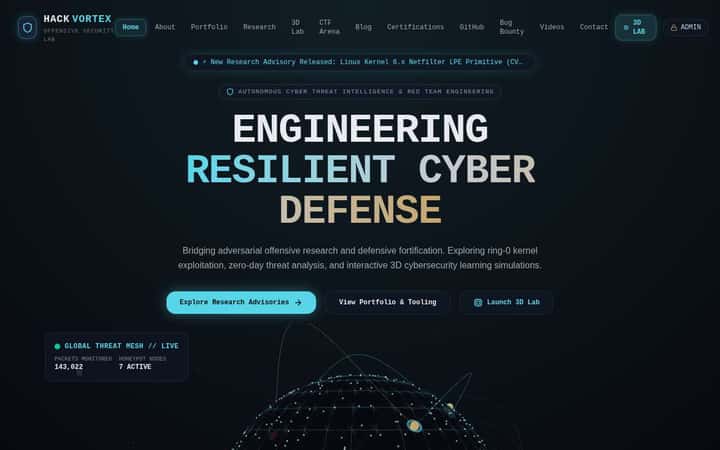 HACK VORTEX
OFFENSIVE SECURITY LAB
Home
About
Portfolio
Research
3D Lab
CTF Arena
Blog
Certifications
GitHub
Bug Bounty
Videos
Contact
3D LAB
ADMIN
⚡ New Research Advisory Released: Linux Kernel 6.x Netfilter LPE Primitive (CV…
AUTONOMOUS CYBER THREAT INTELLIGENCE & RED TEAM ENGINEERING
ENGINEERING
RESILIENT CYBER
DEFENSE
Bridging adversarial offensive research and defensive fortification. Exploring ring-0 kernel
exploitation, zero-day threat analysis, and interactive 3D cybersecurity learning simulations.
Explore Research Advisories →
View Portfolio & Tooling
Launch 3D Lab
GLOBAL THREAT MESH // LIVE
PACKETS MONITORED HONEYPOT NODES
143,022 7 ACTIVE